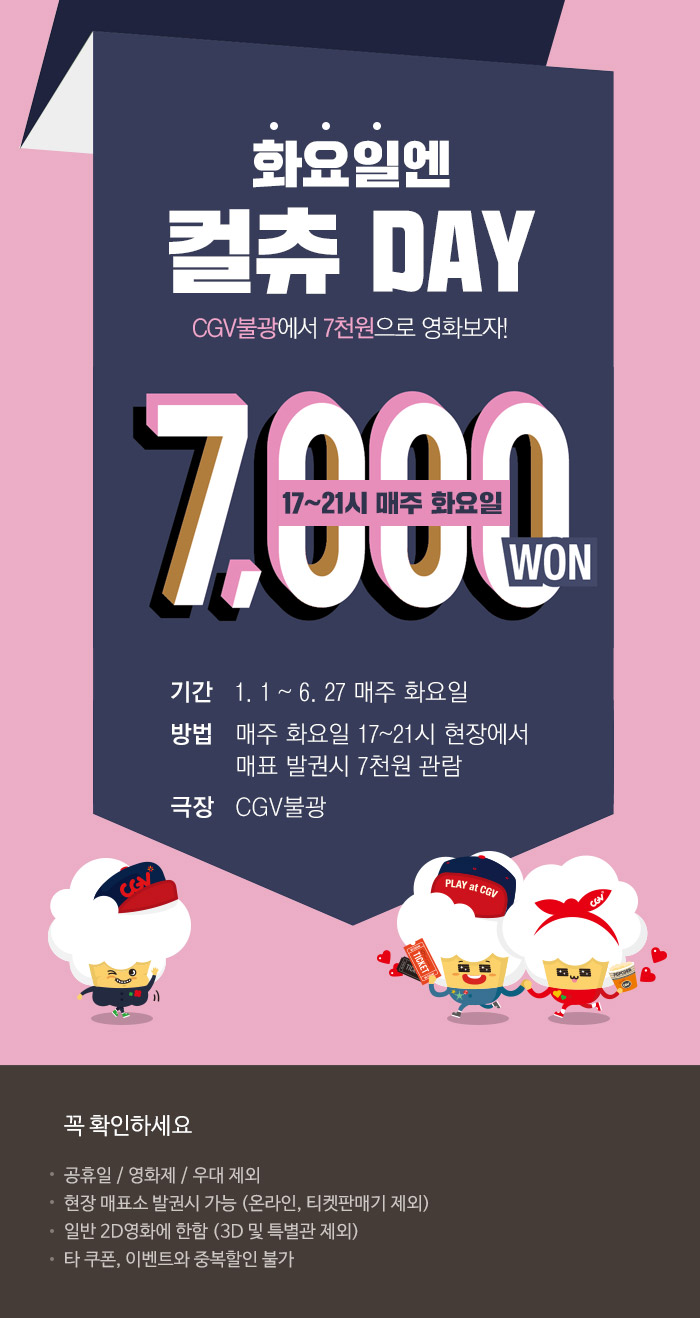 화요일엔
컬츄 DAY
CGV불광에서 7천원으로 영화보자!
7,000
17~21시 매주 화요일
WON
기간 1. 1 ~ 6. 27 매주 화요일
방법 매주 화요일 17~21시 현장에서
매표 발권시 7천원 관람
극장 CGV불광
CGV
PLAY at CGV
CGV
TICKET
TICKET
POPCORN
꼭 확인하세요
• 공휴일 / 영화제 / 우대 제외
• 현장 매표소 발권시 가능 (온라인, 티켓판매기 제외)
• 일반 2D영화에 한함 (3D 및 특별관 제외)
• 타 쿠폰, 이벤트와 중복할인 불가